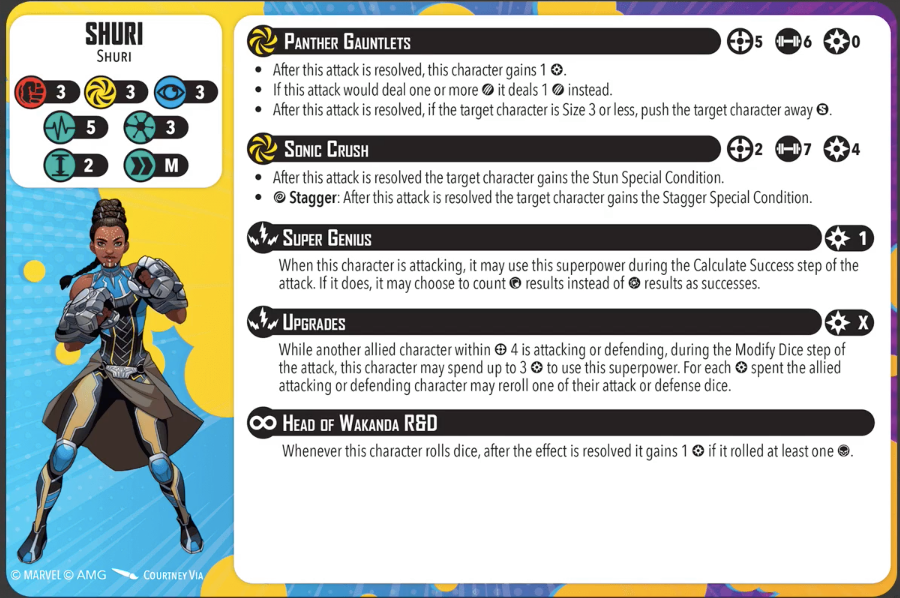 SHURI
Shuri
3 3 3
5 3
2 M
Panther Gauntlets 5 6 0
• After this attack is resolved, this character gains 1 .
• If this attack would deal one or more it deals 1 instead.
• After this attack is resolved, if the target character is Size 3 or less, push the target character away S.
Sonic Crush 2 7 4
• After this attack is resolved the target character gains the Stun Special Condition.
• Stagger: After this attack is resolved the target character gains the Stagger Special Condition.
Super Genius 1
When this character is attacking, it may use this superpower during the Calculate Success step of the
attack. If it does, it may choose to count results instead of results as successes.
Upgrades X
While another allied character within 4 is attacking or defending, during the Modify Dice step of
the attack, this character may spend up to 3 to use this superpower. For each spent the allied
attacking or defending character may reroll one of their attack or defense dice.
Head of Wakanda R&D
Whenever this character rolls dice, after the effect is resolved it gains 1 if it rolled at least one .
© MARVEL © AMG Courtney Via